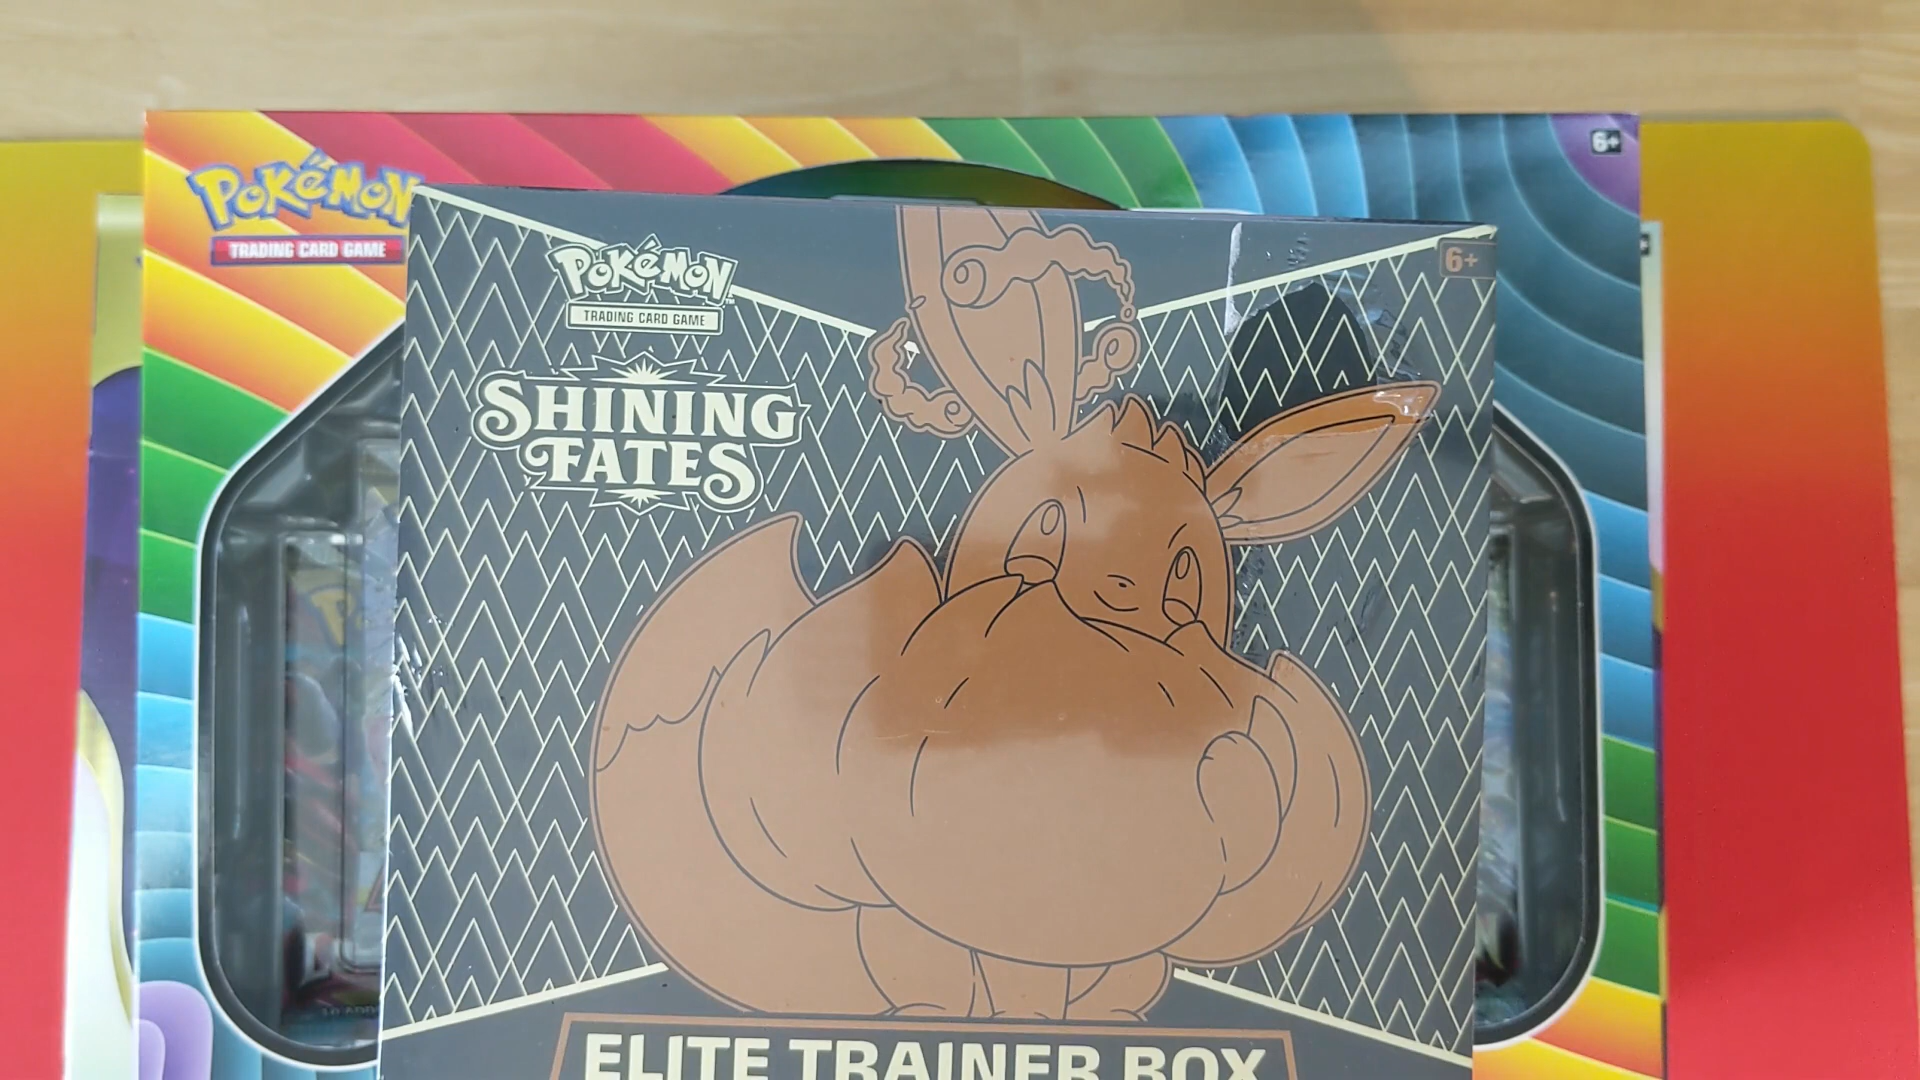 POKéMON
TRADING CARD GAME
6+
POKéMON
TRADING CARD GAME
6+
SHINING
FATES
ELITE TRAINER BOX